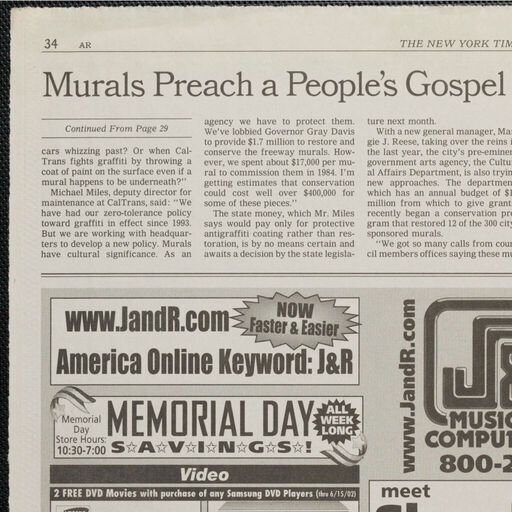 34 AR
THE NEW YORK
Murals Preach a People's Gospel
Continued From Page 29
cars whizzing past? Or when Cal-
Trans fights graffiti by throwing a
coat of paint on the surface even if a
mural happens to be underneath?"
Michael Miles, deputy director for
maintenance at CalTrans, said: "We
have had our zero-tolerance policy
toward graffiti in effect since 1993.
But we are working with headquar-
ters to develop a new policy. Murals
have cultural significance. As an
agency we have to protect them.
We've lobbied Governor Gray Davis
to provide $1.7 million to restore and
conserve the freeway murals. How-
ever, we spent about $17,000 per mu-
ral to commission them in 1984. I'm
getting estimates that conservation
could cost well over $400,000 for
some of these pieces."
The state money, which Mr. Miles
says would pay only for protective
antigraffiti coating rather than res-
toration, is by no means certain and
awaits a decision by the state legisla-
ture next month.
With a new general manager,
gie J. Reese, taking over the reins
the last year, the city's
government arts agency, the
al Affairs Department, is also
new approaches. The
which has an annual budget of
million from which to give
recently began a conservation
gram that restored 12 of the 300
sponsored murals.
"We got so many calls from
cil members offices saying these
www.JandR.com
NOW
Faster & Easier
America Online Keyword: J&R
Memorial
Day
Store Hours:
10:30-7:00
MEMORIAL DAY
S☆A☆V☆I☆N☆G☆S☆!
ALL
WEEK
LONG
Video
2 FREE DVD Movies with purchase of any Samsung DVD Players (thru 6/15/02)
www.JandR.com
J&
800-2
meet